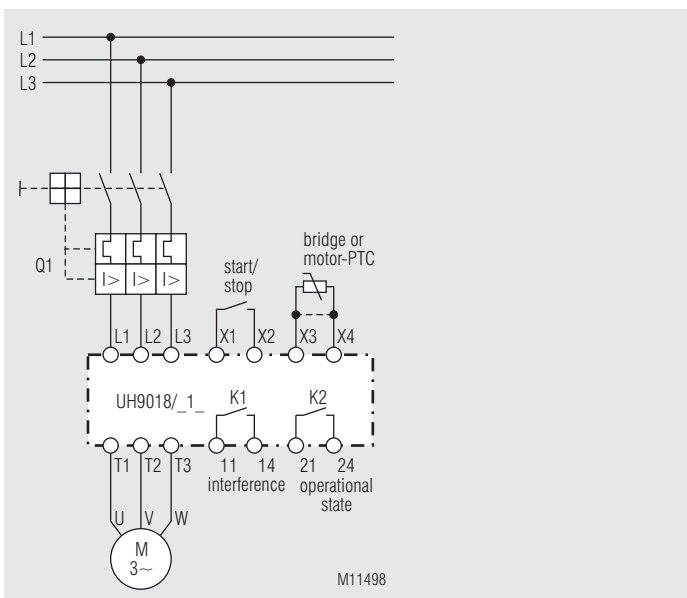 L1
L2
L3
Q1
I> I> I>
start/
stop
bridge or
motor-PTC
L1 L2 L3 X1 X2 X3 X4
UH9018/_1_ K1 K2
T1 T2 T3 11 14 21 24
interference operational
state
U V W
M
3~
M11498